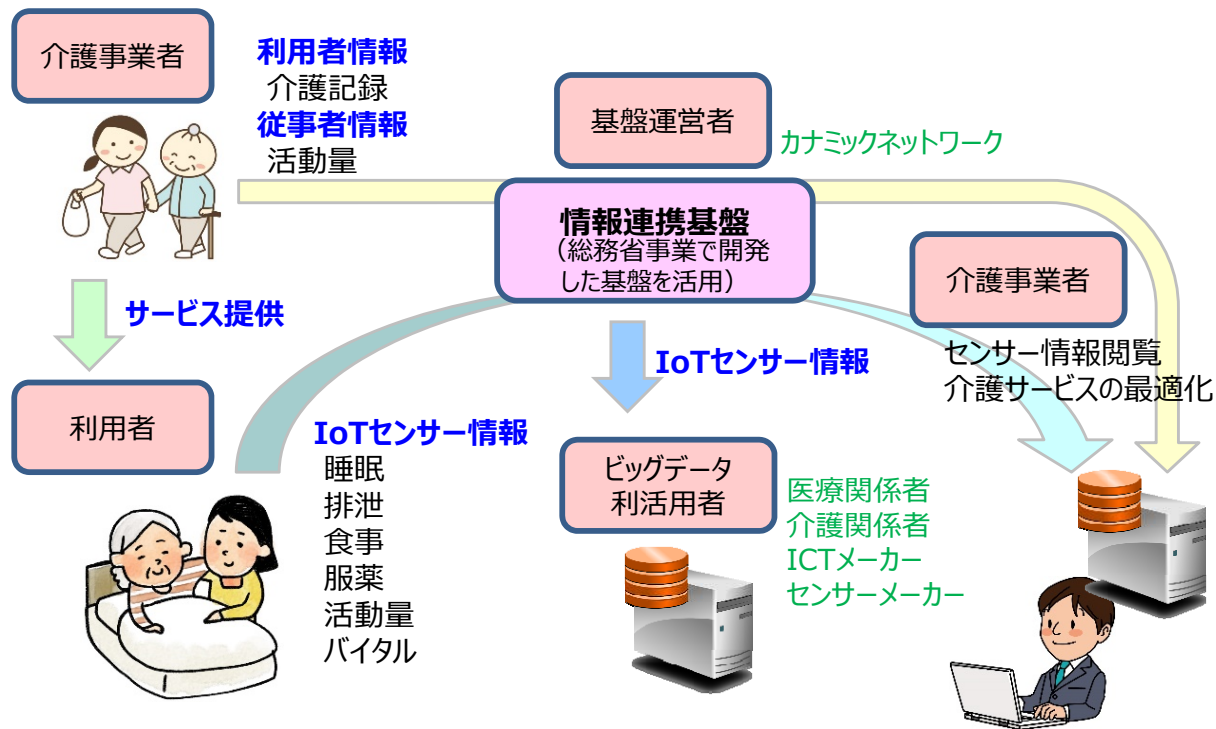 介護事業者
利用者情報
介護記録
従事者情報
活動量
基盤運営者
カナミックネットワーク
情報連携基盤
（総務省事業で開発
した基盤を活用）
介護事業者
センサー情報閲覧
介護サービスの最適化
サービス提供
利用者
IoTセンサー情報
睡眠
排泄
食事
服薬
活動量
バイタル
IoTセンサー情報
ビッグデータ
利活用者
医療関係者
介護関係者
ICTメーカー
センサーメーカー